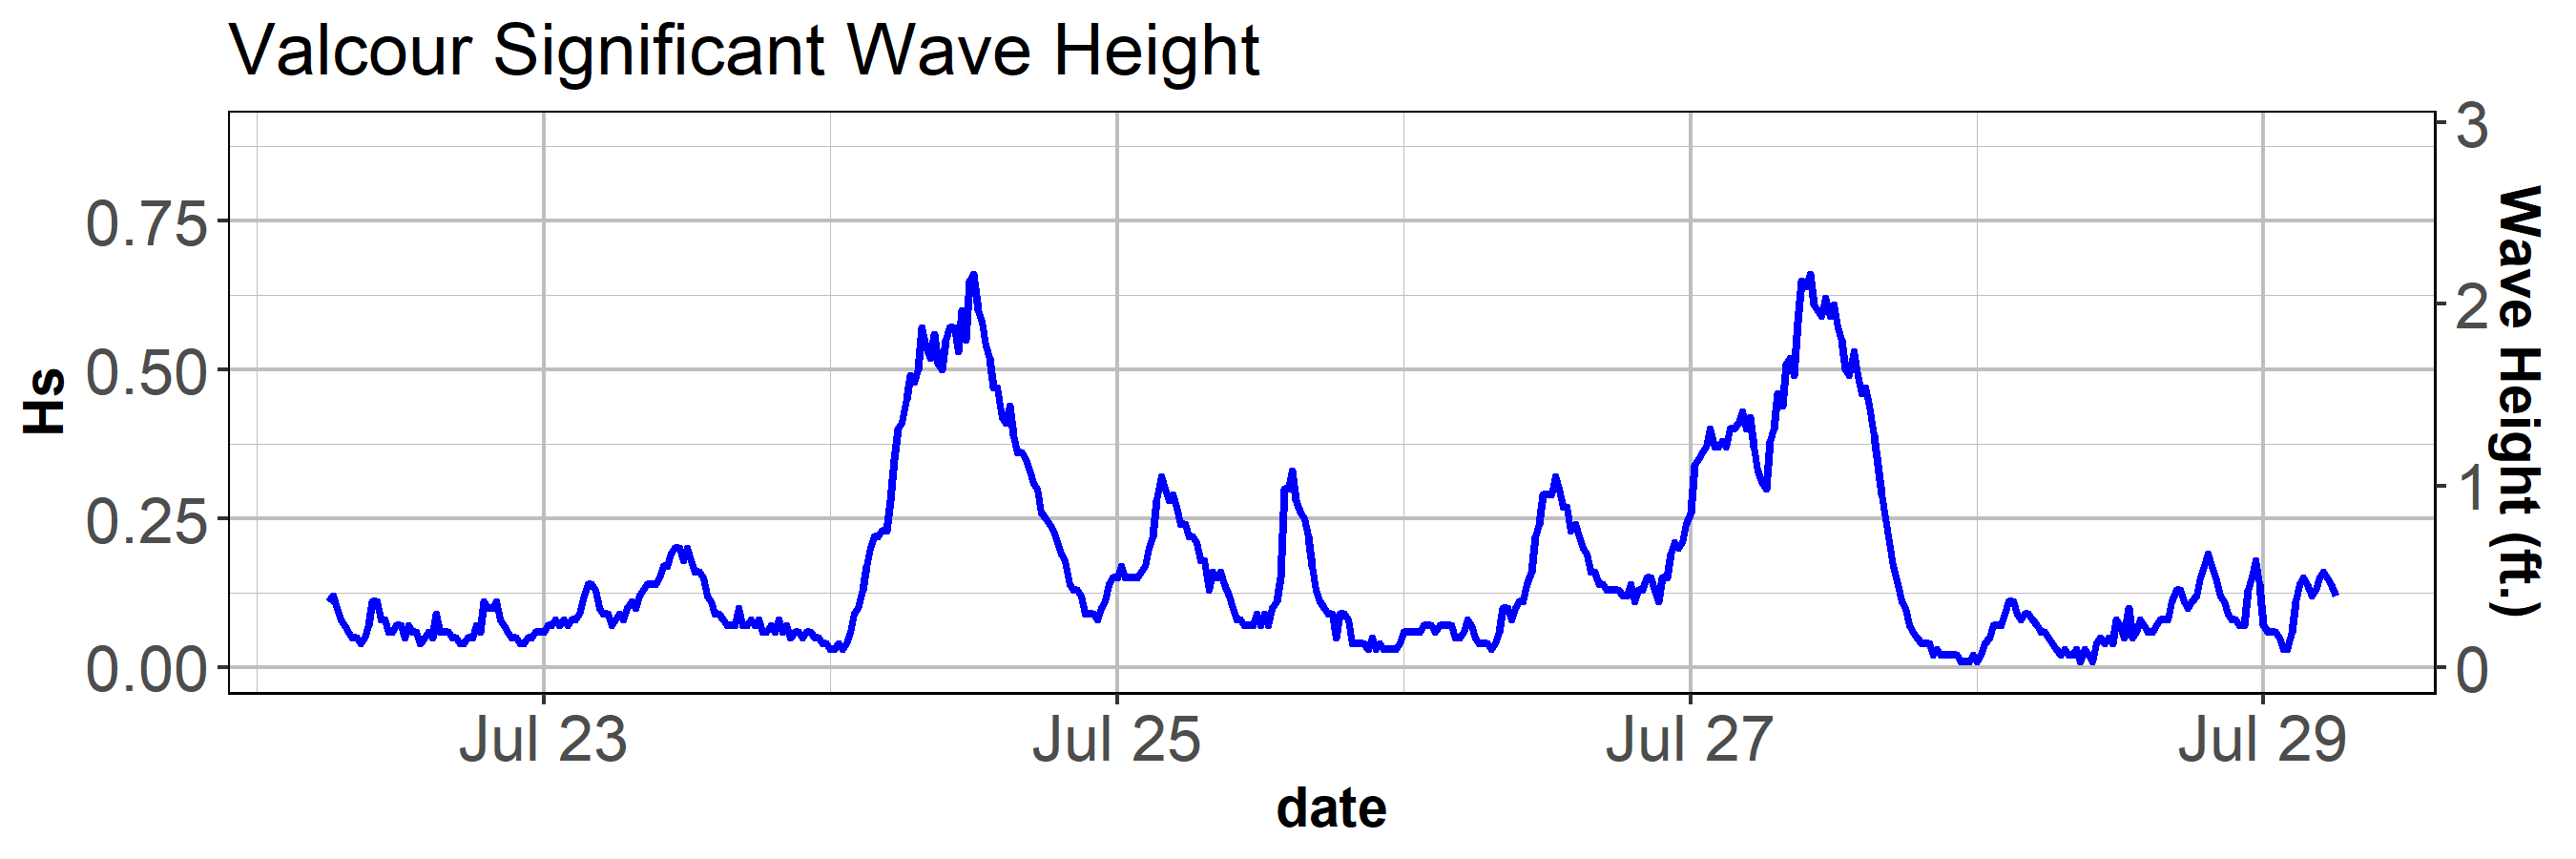 Valcour Significant Wave Height
Hs
0.75
0.50
0.25
0.00
3
2
1
0
Wave Height (ft.)
Jul 23 Jul 25 Jul 27 Jul 29
date